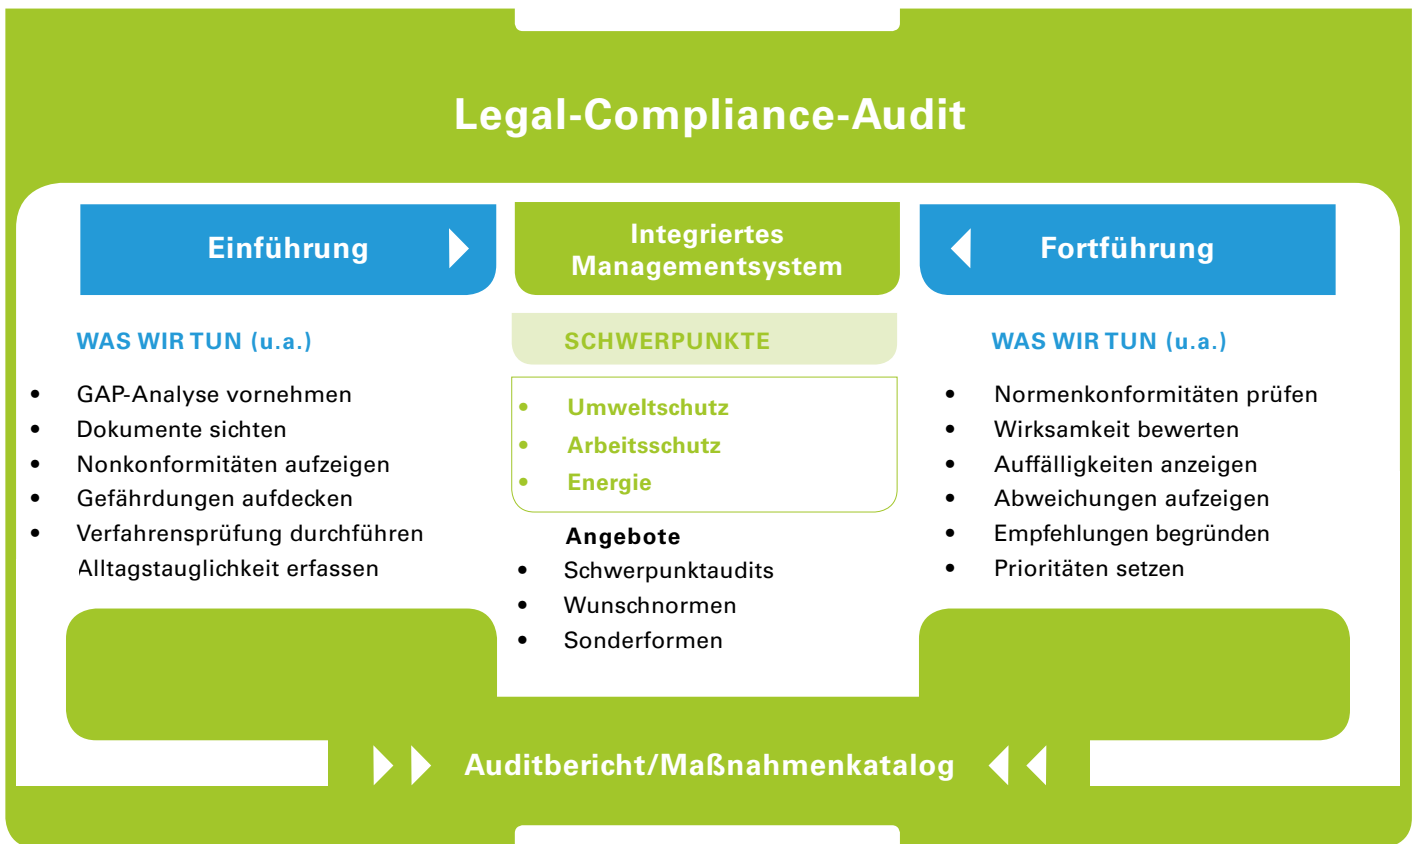 Legal-Compliance-Audit
Einführung
WAS WIR TUN (u.a.)
• GAP-Analyse vornehmen
• Dokumente sichten
• Nonkonformitäten aufzeigen
• Gefährdungen aufdecken
• Verfahrensprüfung durchführen
Alltagstauglichkeit erfassen
Integriertes
Managementsystem
SCHWERPUNKTE
• Umweltschutz
• Arbeitsschutz
• Energie
Angebote
• Schwerpunktaudits
• Wunschnormen
• Sonderformen
Fortführung
WAS WIR TUN (u.a.)
• Normenkonformitäten prüfen
• Wirksamkeit bewerten
• Auffälligkeiten anzeigen
• Abweichungen aufzeigen
• Empfehlungen begründen
• Prioritäten setzen
Auditbericht/Maßnahmenkatalog